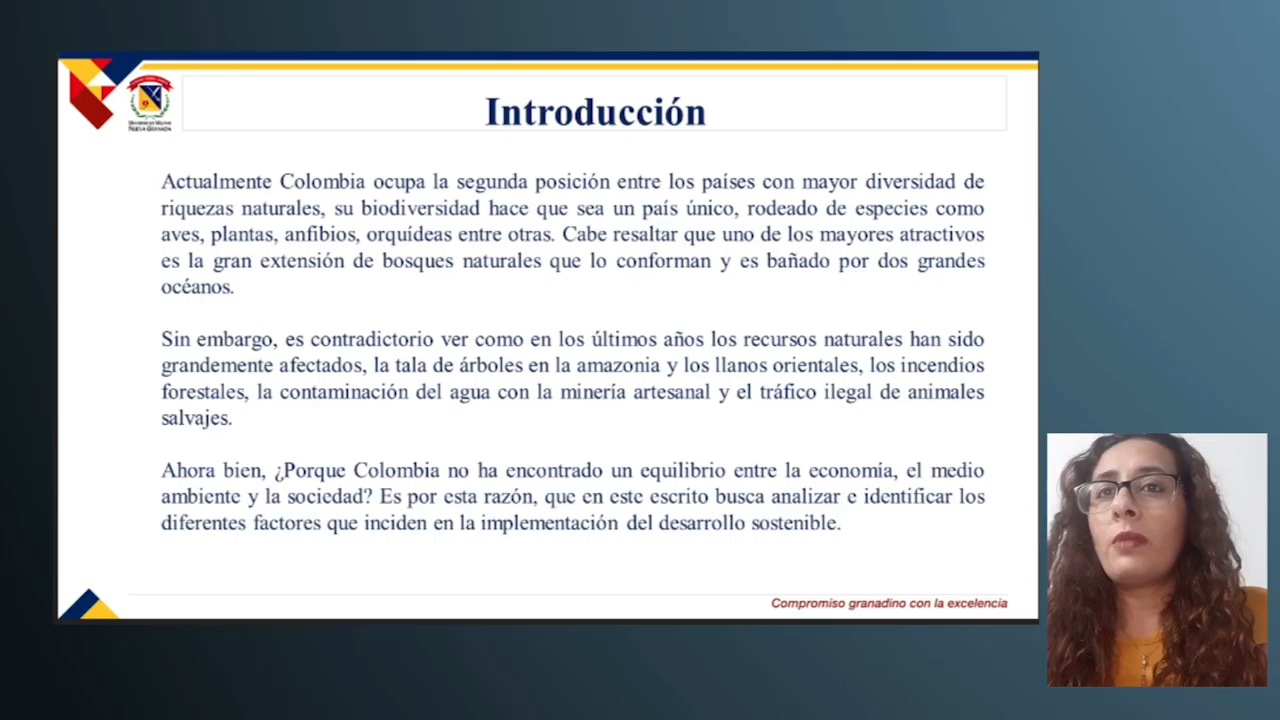 Introducción
UNIVERSIDAD MILITAR
NUEVA GRANADA
Actualmente Colombia ocupa la segunda posición entre los países con mayor diversidad de
riquezas naturales, su biodiversidad hace que sea un país único, rodeado de especies como
aves, plantas, anfibios, orquídeas entre otras. Cabe resaltar que uno de los mayores atractivos
es la gran extensión de bosques naturales que lo conforman y es bañado por dos grandes
océanos.
Sin embargo, es contradictorio ver como en los últimos años los recursos naturales han sido
grandemente afectados, la tala de árboles en la amazonia y los llanos orientales, los incendios
forestales, la contaminación del agua con la minería artesanal y el tráfico ilegal de animales
salvajes.
Ahora bien, ¿Porque Colombia no ha encontrado un equilibrio entre la economía, el medio
ambiente y la sociedad? Es por esta razón, que en este escrito busca analizar e identificar los
diferentes factores que inciden en la implementación del desarrollo sostenible.
Compromiso granadino con la excelencia